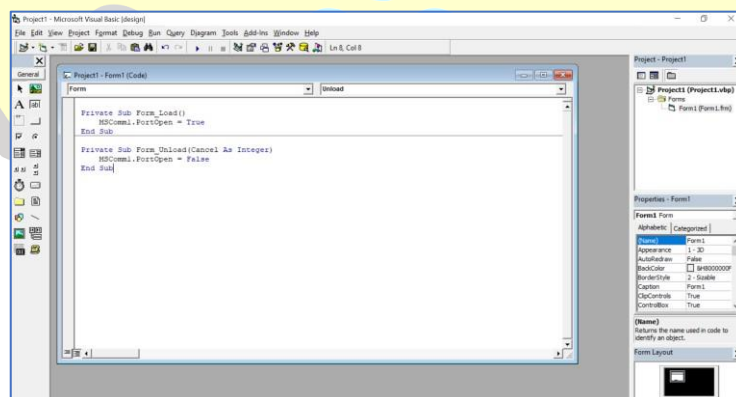 Project1 - Microsoft Visual Basic [design]
File Edit View Project Format Debug Run Query Diagram Tools Add-Ins Window Help
Ln 8, Col 8
General
Project1 - Form1 (Code)
Form
Unload
Private Sub Form_Load()
MSComm1.PortOpen = True
End Sub
Private Sub Form_Unload(Cancel As Integer)
MSComm1.PortOpen = False
End Sub
Project - Project1
Project1 (Project1.vbp)
Forms
Form1 (Form1.frm)
Properties - Form1
Form1 Form
Alphabetic Categorized
(Name) Form1
Appearance 1 - 3D
AutoRedraw False
BackColor &H8000000F
BorderStyle 2 - Sizable
Caption Form1
ClipControls True
ControlBox True
(Name)
Returns the name used in code to
identify an object.
Form Layout